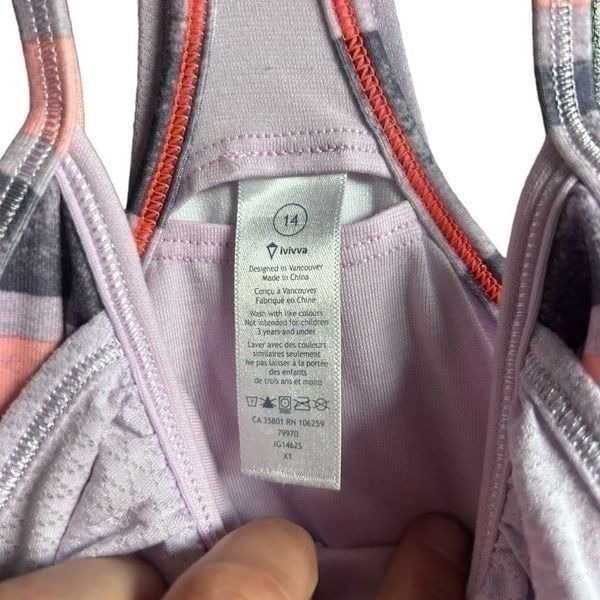 14
ivivva
Designed in Vancouver
Made in China
Conçu a Vancouver
Fabriqué en Chine
Wash with like colours
Not intended for children
3 years and under
Laver avec des couleurs
similaires seulement
Ne pas laisser à la portée
des enfants
de trois ans et moins
CA 35801 RN 106259
79970
IG1462S
X1